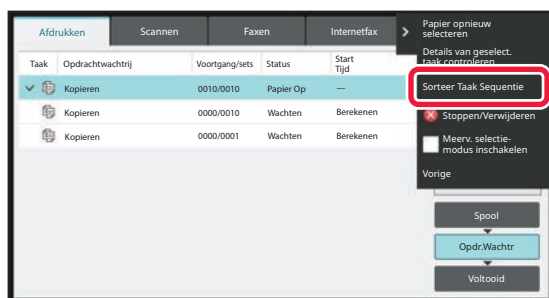 Afdrukken
Scannen
Faxen
Internetfax
Taak
Opdrachtwachtrij
Voortgang/sets
Status
Start
Tijd
Kopieren
0010/0010
Papier Op
---
Kopieren
0000/0010
Wachten
Berekenen
Kopieren
0000/0001
Wachten
Berekenen
Papier opnieuw
selecteren
Details van geselect.
taak controleren
Sorteer Taak Sequentie
Stoppen/Verwijderen
Meerv. selectie-
modus inschakelen
Vorige
Spool
Opdr.Wachtr
Voltooid